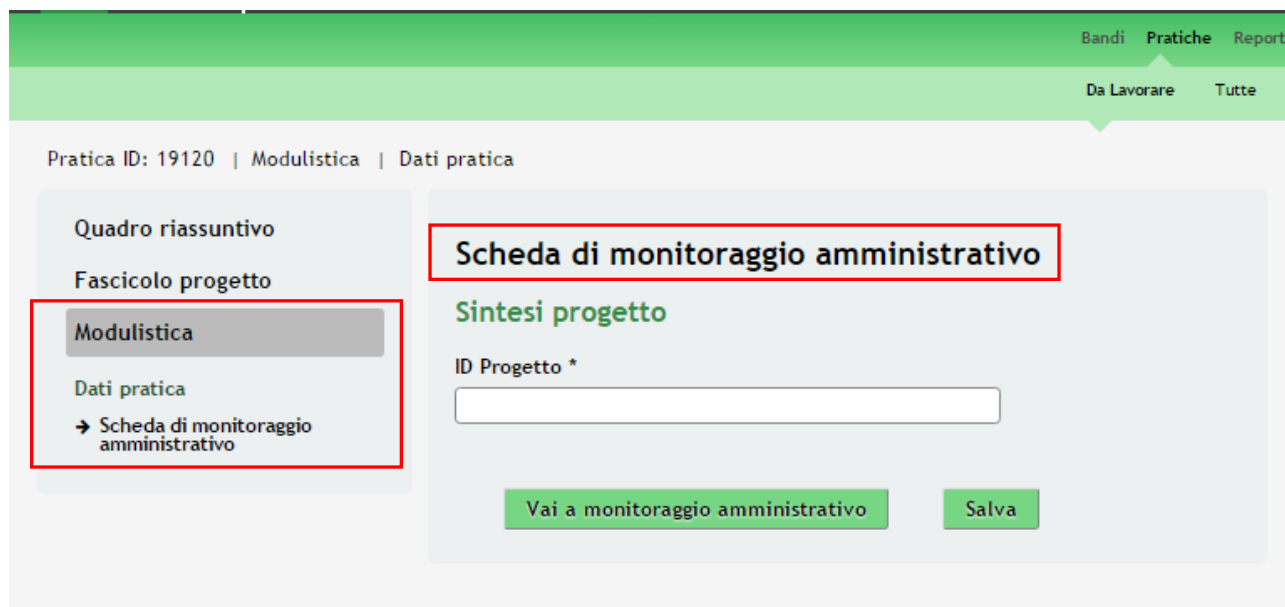 Bandi Pratiche Report
Da Lavorare Tutte
Pratica ID: 19120 | Modulistica | Dati pratica
Quadro riassuntivo
Fascicolo progetto
Modulistica
Dati pratica
→ Scheda di monitoraggio
amministrativo
Scheda di monitoraggio amministrativo
Sintesi progetto
ID Progetto *
Vai a monitoraggio amministrativo Salva